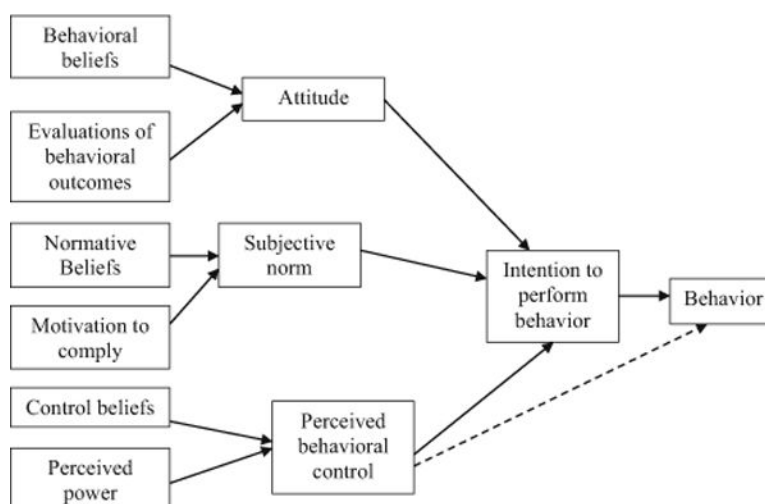 Behavioral
beliefs
Evaluations of
behavioral
outcomes
Attitude
Normative
Beliefs
Motivation to
comply
Subjective
norm
Control beliefs
Perceived
power
Perceived
behavioral
control
Intention to
perform
behavior
Behavior